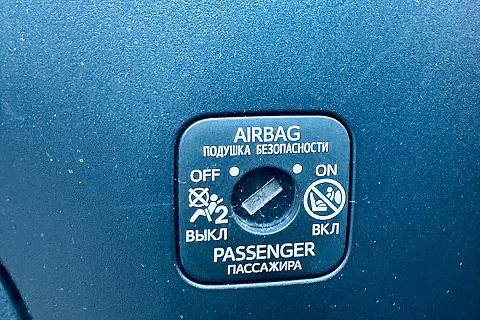 AIRBAG
ПОДУШКА БЕЗОПАСНОСТИ
OFF ON
2
ВЫКЛ ВКЛ
PASSENGER
ПАССАЖИРА